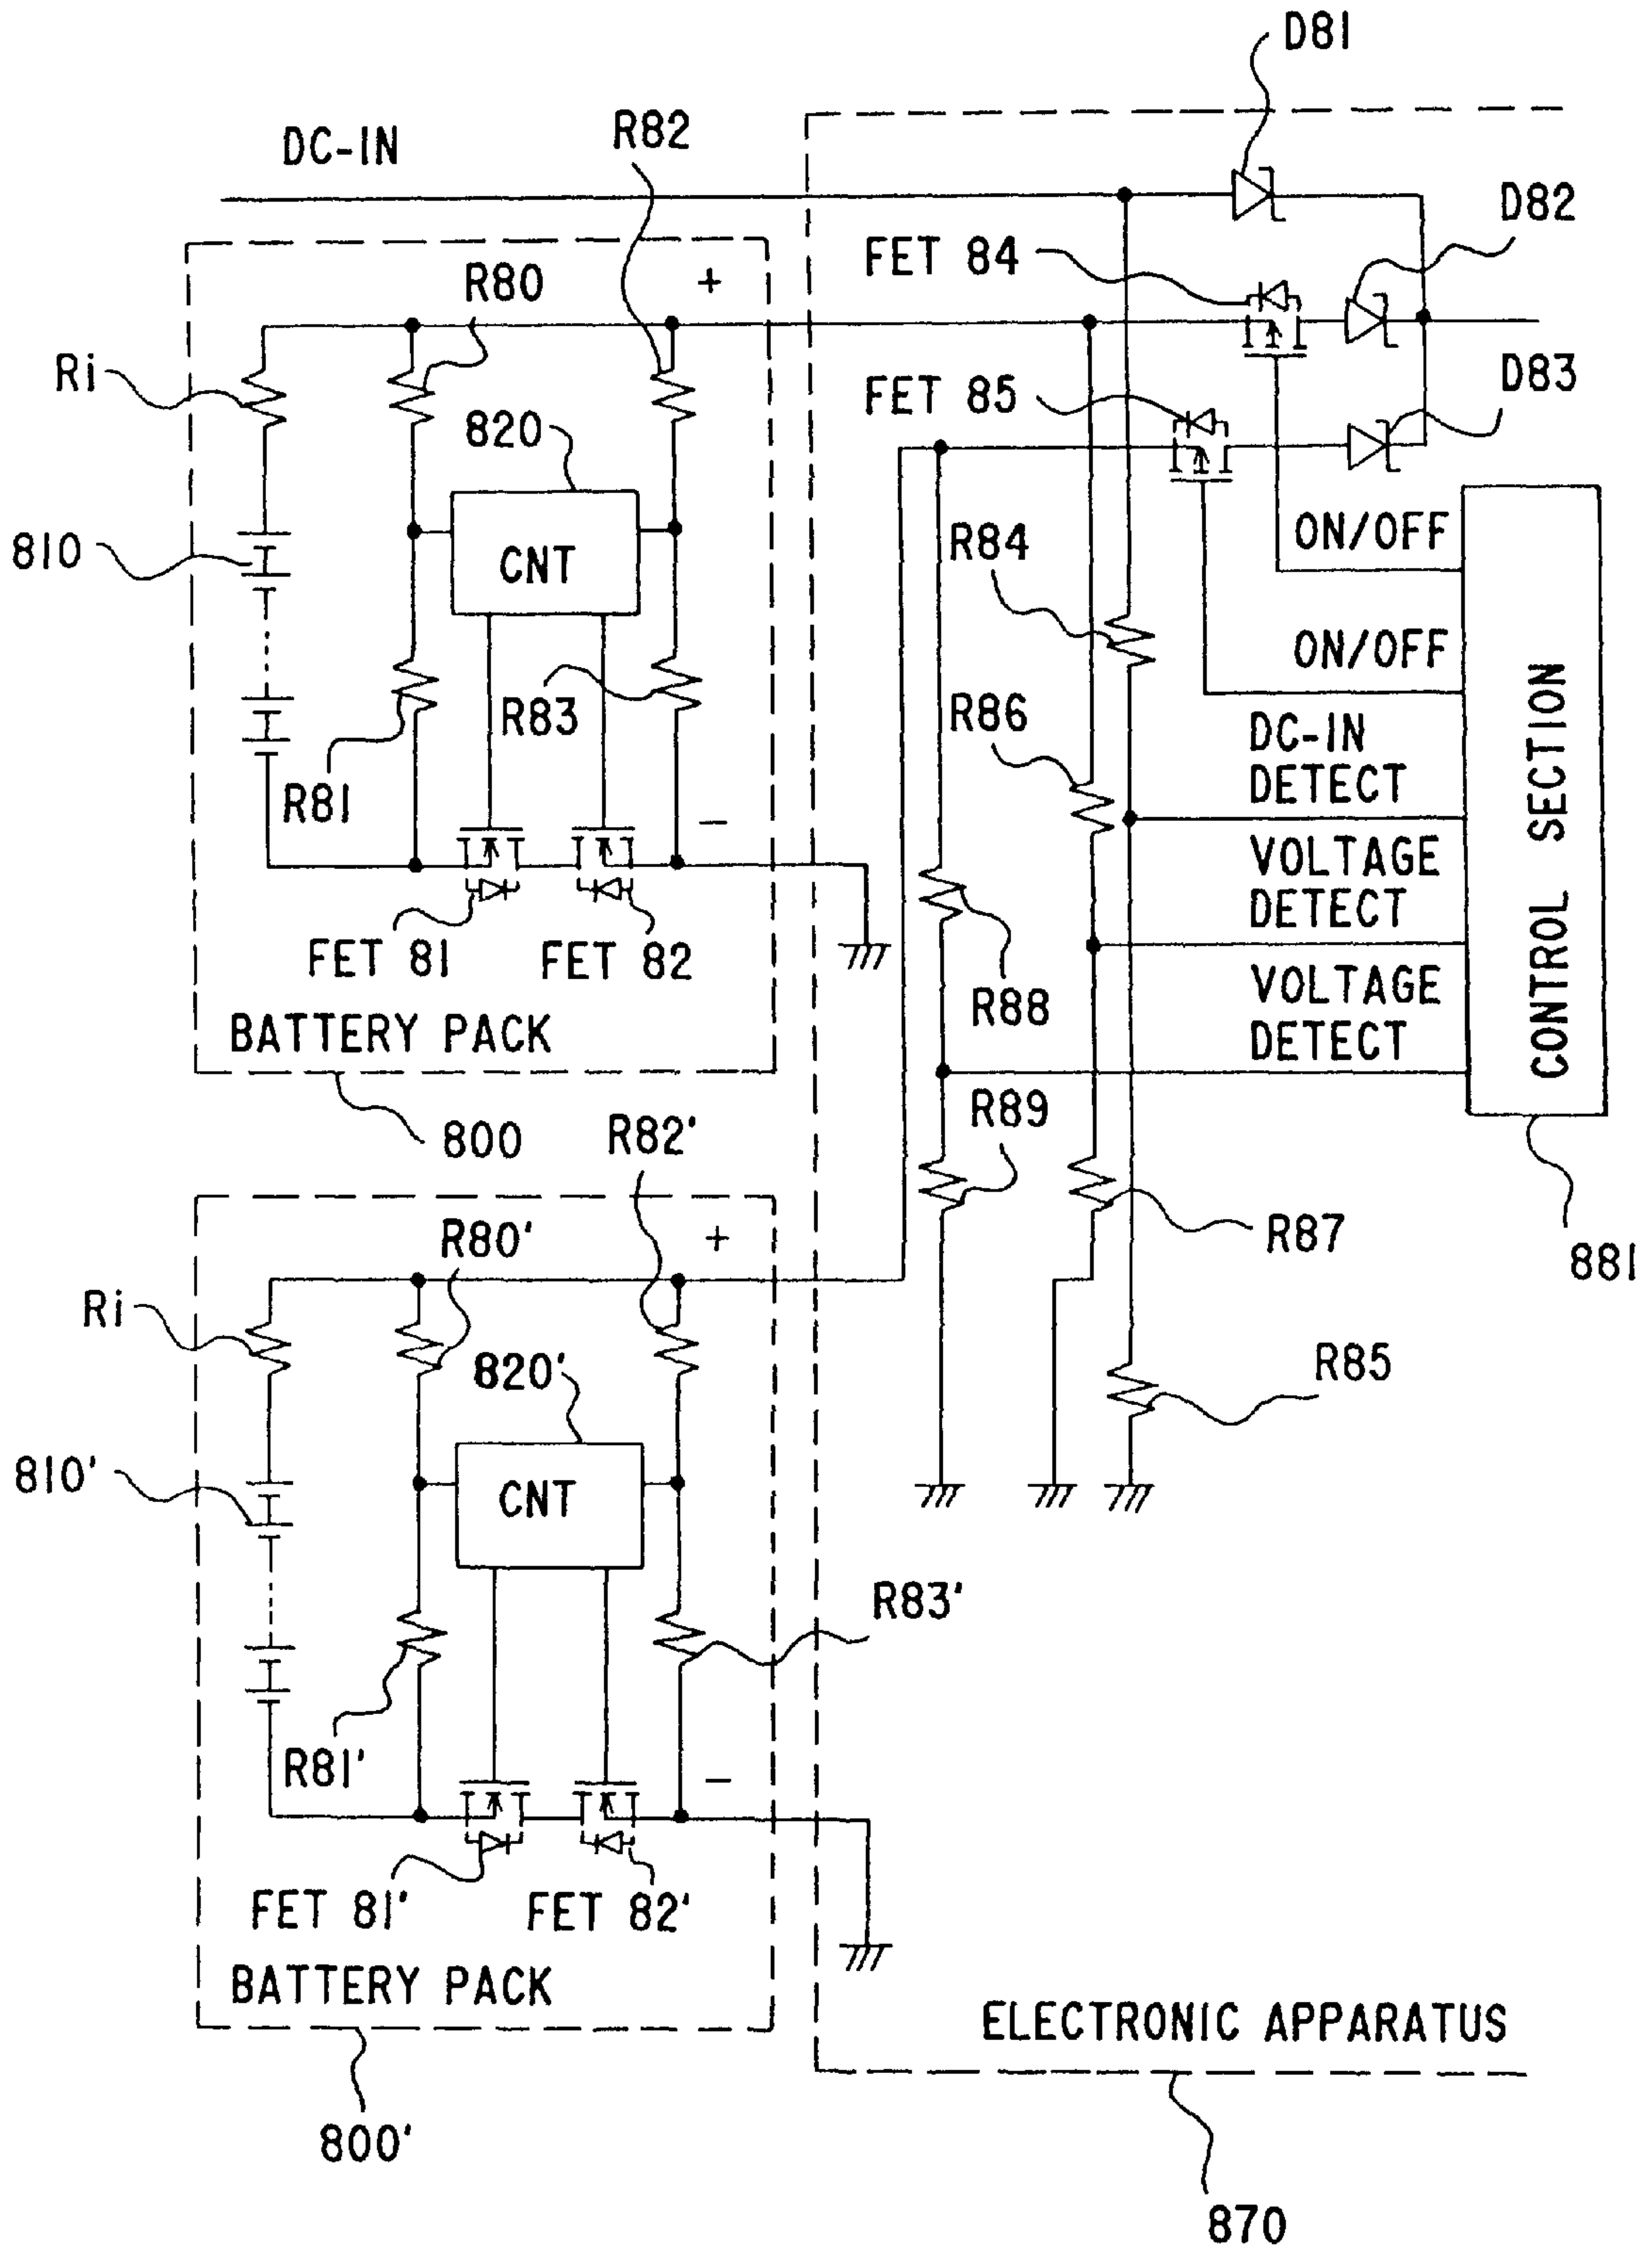 D81
R82
DC-IN
D82
FET 84
R80
+
Ri
D83
FET 85
820
ON/OFF
R84
810
CNT
ON/OFF
R86
R83
DC-IN
DETECT
R81
−
VOLTAGE
DETECT
CONTROL SECTION
FET 81
FET 82
R88
VOLTAGE
DETECT
BATTERY PACK
R89
800
R82'
R87
R80'
+
881
Ri
R85
820'
810'
CNT
R83'
R81'
−
FET 81'
FET 82'
BATTERY PACK
ELECTRONIC APPARATUS
800'
870